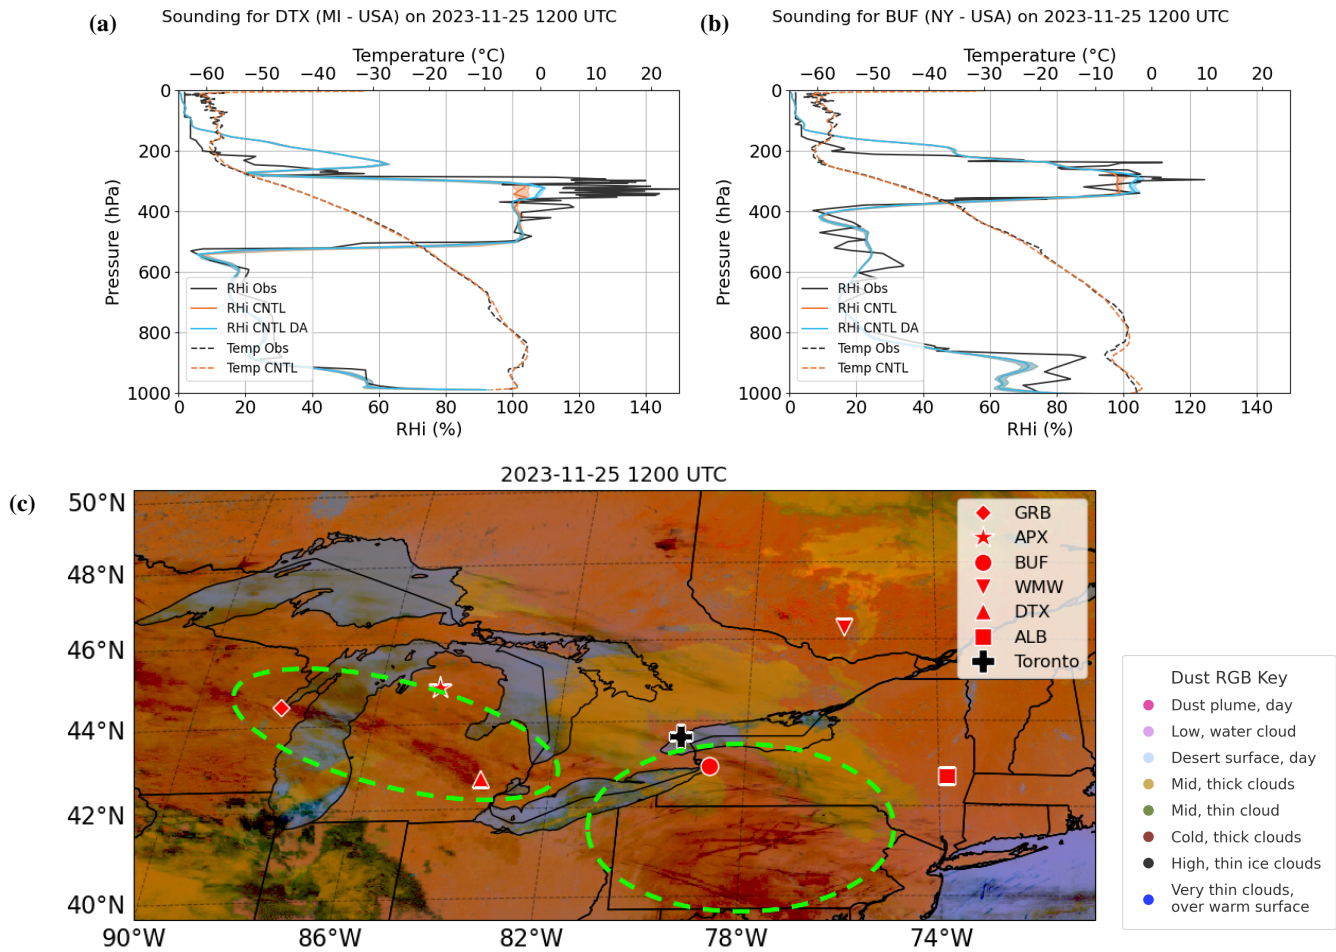 (a)
Sounding for DTX (MI - USA) on 2023-11-25 1200 UTC
Temperature (°C)
−60 −50 −40 −30 −20 −10 0 10 20
Pressure (hPa)
0
200
400
600
800
1000
RHi Obs
RHi CNTL
RHi CNTL DA
Temp Obs
Temp CNTL
0 20 40 60 80 100 120 140
RHi (%)
(b)
Sounding for BUF (NY - USA) on 2023-11-25 1200 UTC
Temperature (°C)
−60 −50 −40 −30 −20 −10 0 10 20
Pressure (hPa)
0
200
400
600
800
1000
RHi Obs
RHi CNTL
RHi CNTL DA
Temp Obs
Temp CNTL
0 20 40 60 80 100 120 140
RHi (%)
(c)
2023-11-25 1200 UTC
50°N
48°N
46°N
44°N
42°N
40°N
90°W 86°W 82°W 78°W 74°W
GRB
APX
BUF
WMW
DTX
ALB
Toronto
Dust RGB Key
Dust plume, day
Low, water cloud
Desert surface, day
Mid, thick clouds
Mid, thin cloud
Cold, thick clouds
High, thin ice clouds
Very thin clouds,
over warm surface